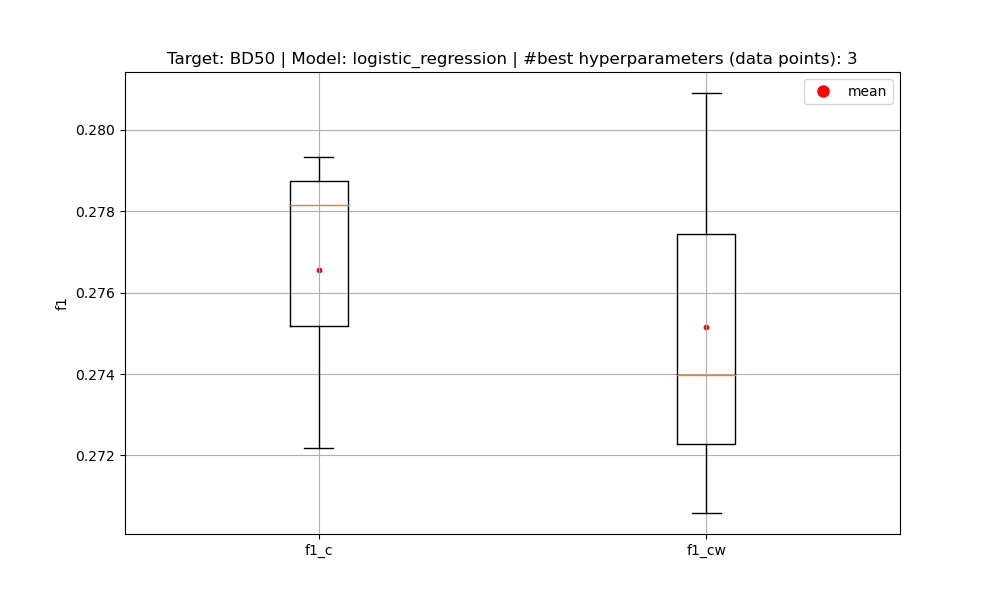 Target: BD50 | Model: logistic_regression | #best hyperparameters (data points): 3
mean
0.280
0.278
0.276
0.274
0.272
f1
f1_c
f1_cw